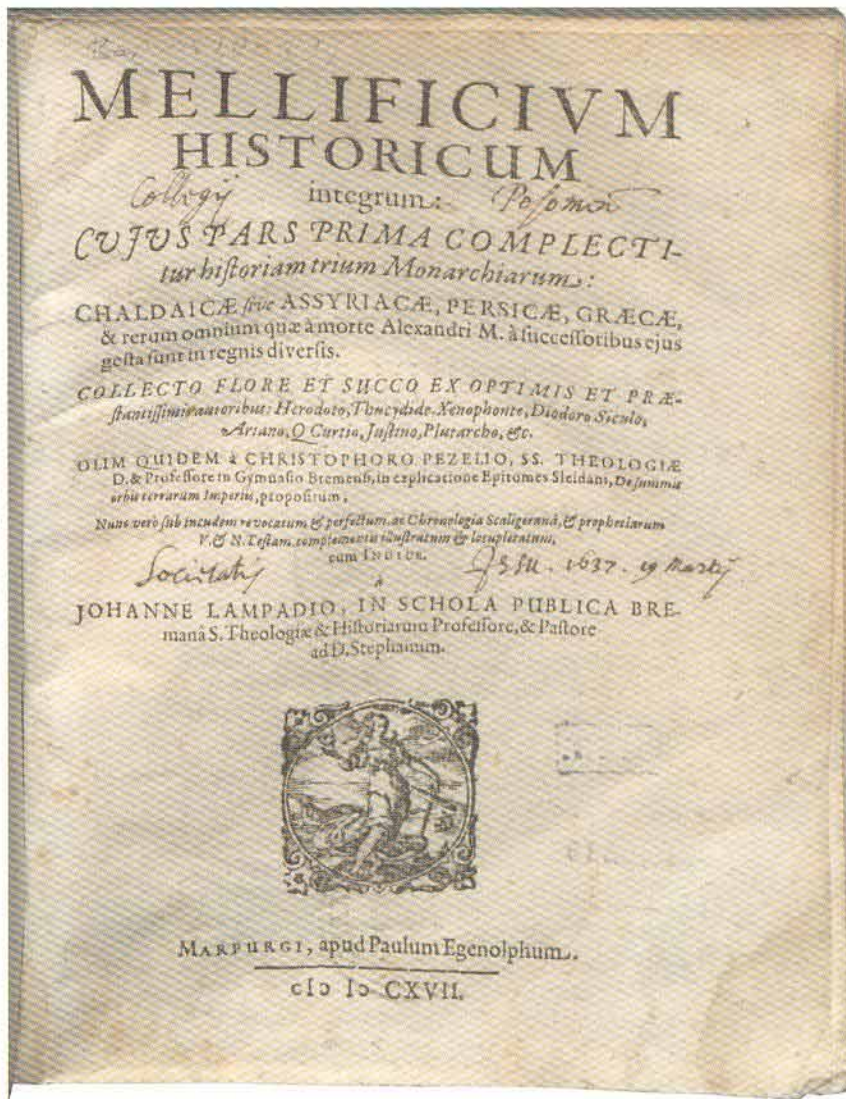 MELLIFICIVM
HISTORICUM
integrum:
Collegij Posonien
CUJUS PARS PRIMA COMPLECTI-
tur historiam trium Monarchiarum:
CHALDAICÆ sive ASSYRIACÆ, PERSICÆ, GRÆCÆ,
& rerum omnium quæ à morte Alexandri M. à successoribus ejus
gesta sunt in regnis diversis.
COLLECTO FLORE ET SUCCO EX OPTIMIS ET PRÆ-
stantissimis autoribus: Herodoto, Thucydide, Xenophonte, Diodoro Siculo,
Ariano, Q. Curtio, Justino, Plutarcho, &c.
OLIM QUIDEM à CHRISTOPHORO PEZELIO, SS. THEOLOGIÆ
D. & Professore in Gymnasio Bremensi, in explicatione Epitomes Sleidani, De summis
orbis terrarum Imperiis, propositum,
Nunc verò sub incudem revocatum & perfectum, ac Chronologia Scaligeranâ, & prophetiarum
V. & N. Testam. complementis illustratum & locupletatum,
cum INDICE.
Societatis JESU. 1637. 19 Martij
à
JOHANNE LAMPADIO, IN SCHOLA PUBLICA BRE-
manâ S. Theologiæ & Historiarum Professore, & Pastore
ad D. Stephanum.
MARPURGI, apud Paulum Egenolphum.
cIɔ Iɔ CXVII.